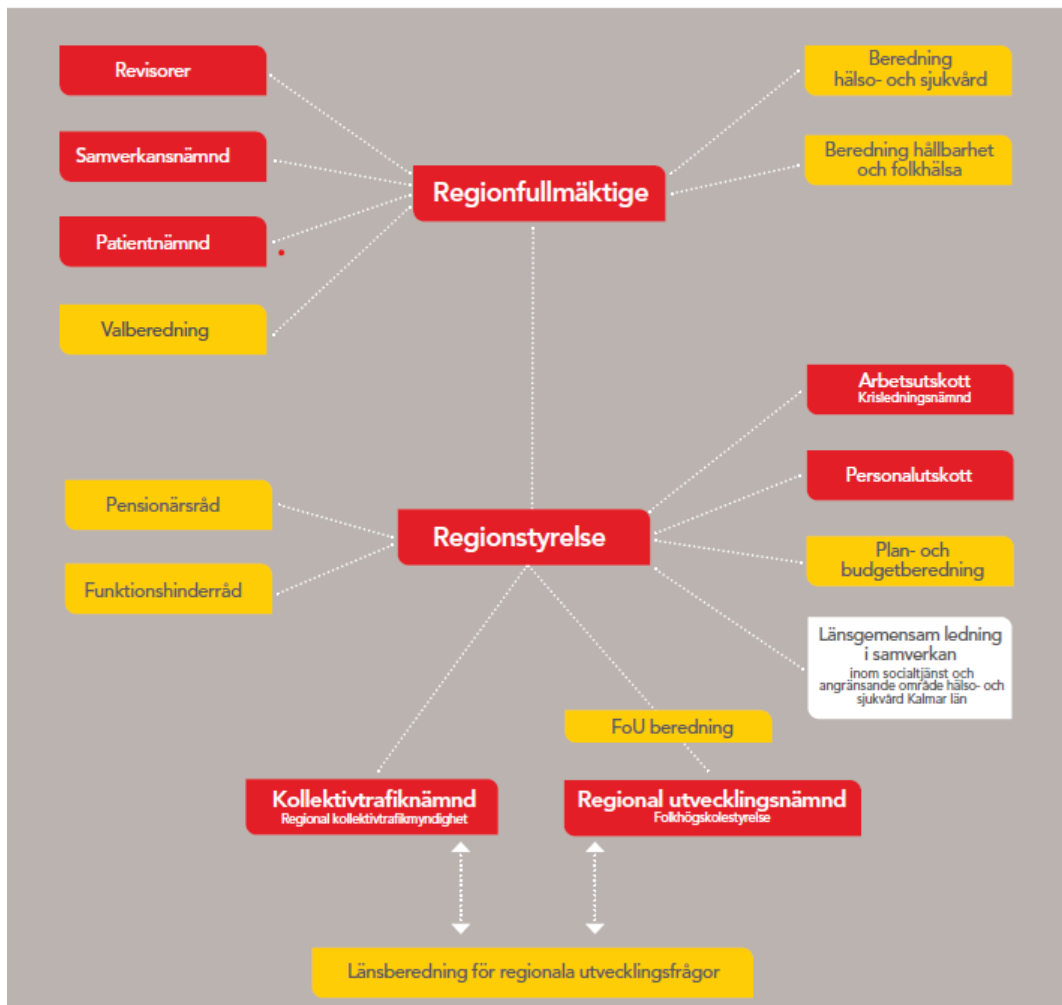 Revisorer
Beredning
hälso- och sjukvård
Samverkansnämnd
Beredning hållbarhet
och folkhälsa
Regionfullmäktige
Patientnämnd
Valberedning
Arbetsutskott
Krisledningsnämnd
Personalutskott
Pensionärsråd
Regionstyrelse
Plan- och
budgetberedning
Funktionshinderråd
Länsgemensam ledning
i samverkan
inom socialtjänst och
angränsande område hälso- och
sjukvård Kalmar län
FoU beredning
Kollektivtrafiknämnd
Regional kollektivtrafikmyndighet
Regional utvecklingsnämnd
Folkhögskolestyrelse
Länsberedning för regionala utvecklingsfrågor